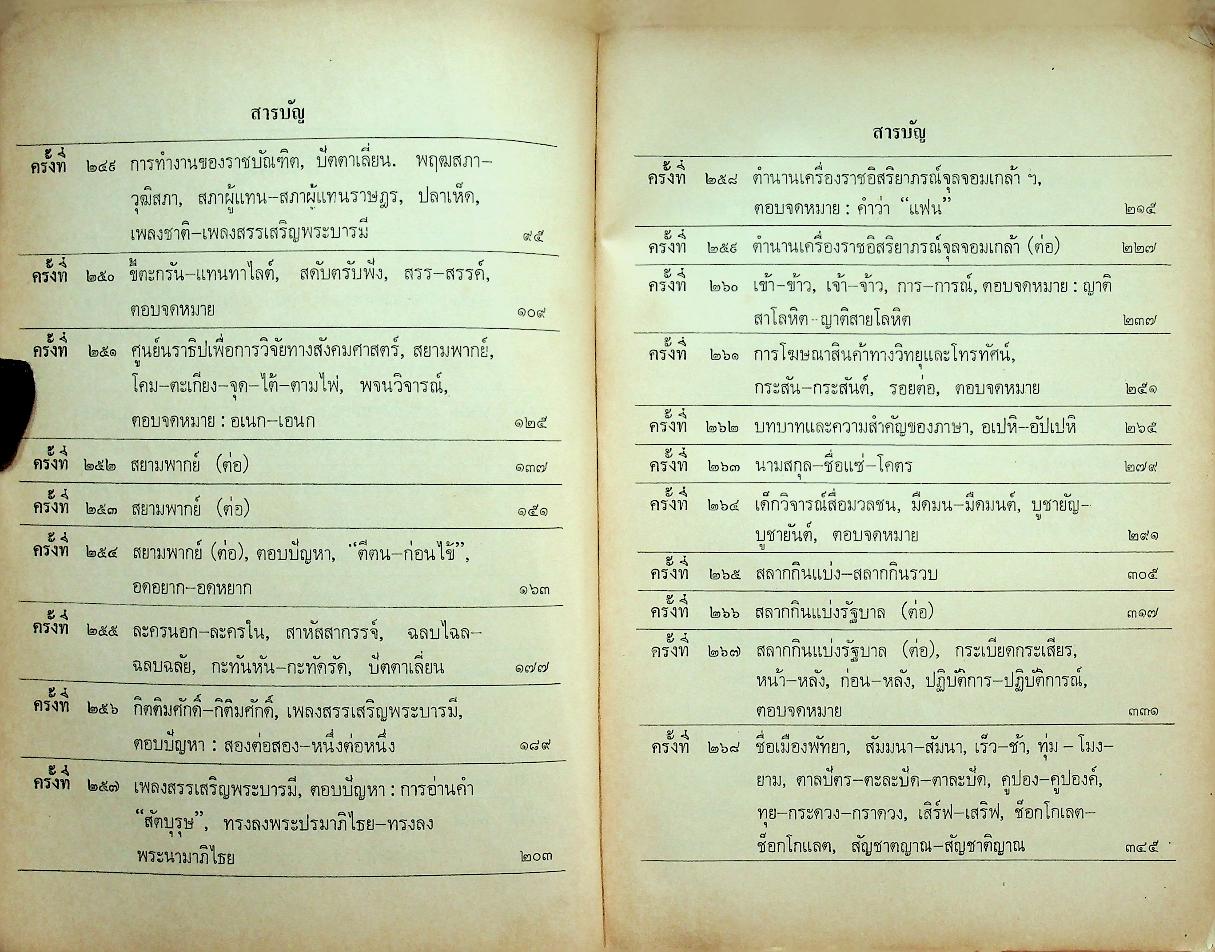 สารบัญ
ครั้งที่ ๒๔๙ การทำงานของราชบัณฑิต, ปัตตาเลี่ยน. พฤฒสภา-
วุฒิสภา, สภาผู้แทน-สภาผู้แทนราษฎร, ปลาเห็ด,
เพลงชาติ-เพลงสรรเสริญพระบารมี ๙๕
ครั้งที่ ๒๕๐ ขี้ตะกรัน-แทนทาไลต์, สดับตรับฟัง, สรร-สรรค์,
ตอบจดหมาย ๑๐๙
ครั้งที่ ๒๕๑ ศูนย์นราธิปเพื่อการวิจัยทางสังคมศาสตร์, สยามพากย์,
โคม-ตะเกียง-จุด-ไต้-ตามไฟ, พจนวิจารณ์,
ตอบจดหมาย : อเนก-เอนก ๑๒๕
ครั้งที่ ๒๕๒ สยามพากย์ (ต่อ) ๑๓๗
ครั้งที่ ๒๕๓ สยามพากย์ (ต่อ) ๑๕๑
ครั้งที่ ๒๕๔ สยามพากย์ (ต่อ), ตอบปัญหา, “ตีตน-ก่อนไข้”,
อดอยาก-อดหยาก ๑๖๓
ครั้งที่ ๒๕๕ ละครนอก-ละครใน, สาหัสสากรรจ์, ฉลบไฉล-
ฉลบฉลัย, กะทันหัน-กะทัดรัด, ปัตตาเลี่ยน ๑๗๗
ครั้งที่ ๒๕๖ กิตติมศักดิ์-กิติมศักดิ์, เพลงสรรเสริญพระบารมี,
ตอบปัญหา : สองต่อสอง-หนึ่งต่อหนึ่ง ๑๘๙
ครั้งที่ ๒๕๗ เพลงสรรเสริญพระบารมี, ตอบปัญหา : การอ่านคำ
“สัตบุรุษ”, ทรงลงพระปรมาภิไธย-ทรงลง
พระนามาภิไธย ๒๐๓
สารบัญ
ครั้งที่ ๒๕๘ ตำนานเครื่องราชอิสริยาภรณ์จุลจอมเกล้า ฯ,
ตอบจดหมาย : คำว่า “แฟน” ๒๑๕
ครั้งที่ ๒๕๙ ตำนานเครื่องราชอิสริยาภรณ์จุลจอมเกล้า (ต่อ) ๒๒๗
ครั้งที่ ๒๖๐ เข้า-ข้าว, เจ้า-จ้าว, การ-การณ์, ตอบจดหมาย : ญาติ
สาโลหิต-ญาติสายโลหิต ๒๓๗
ครั้งที่ ๒๖๑ การโฆษณาสินค้าทางวิทยุและโทรทัศน์,
กระสัน-กระสันต์, รอยต่อ, ตอบจดหมาย ๒๕๑
ครั้งที่ ๒๖๒ บทบาทและความสำคัญของภาษา, อเปหิ-อัปเปหิ ๒๖๕
ครั้งที่ ๒๖๓ นามสกุล-ชื่อแซ่-โคตร ๒๗๙
ครั้งที่ ๒๖๔ เด็กวิจารณ์สื่อมวลชน, มืดมน-มืดมนต์, บูชายัญ-
บูชายันต์, ตอบจดหมาย ๒๙๑
ครั้งที่ ๒๖๕ สลากกินแบ่ง-สลากกินรวบ ๓๐๕
ครั้งที่ ๒๖๖ สลากกินแบ่งรัฐบาล (ต่อ) ๓๑๗
ครั้งที่ ๒๖๗ สลากกินแบ่งรัฐบาล (ต่อ), กระเบียดกระเสียร,
หน้า-หลัง, ก่อน-หลัง, ปฏิบัติการ-ปฏิบัติการณ์,
ตอบจดหมาย ๓๓๑
ครั้งที่ ๒๖๘ ชื่อเมืองพัทยา, สัมมนา-สัมนา, เร็ว-ช้า, ทุ่ม - โมง-
ยาม, ตาลปัตร-ตะละปัด-ตาละปัด, คูปอง-คูปองค์,
ทุย-กระดวง-กราดวง, เสิร์ฟ-เสริฟ, ช็อกโกเลต-
ช็อกโกแลต, สัญชาตญาณ-สัญชาติญาณ ๓๔๕